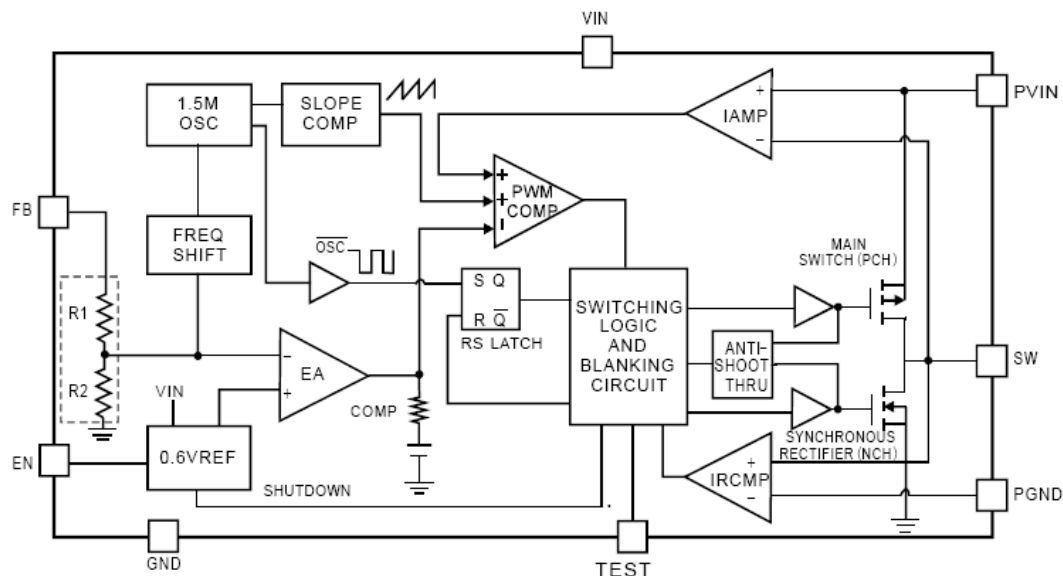 VIN
PVIN
1.5M
OSC
SLOPE
COMP
+
IAMP
−
FB
FREQ
SHIFT
+
+
−
PWM
COMP
OSC
MAIN
SWITCH (PCH)
R1
S Q
R Q
RS LATCH
SWITCHING
LOGIC
AND
BLANKING
CIRCUIT
ANTI-
SHOOT
THRU
SW
R2
−
EA
+
VIN
COMP
EN
0.6VREF
SHUTDOWN
SYNCHRONOUS
RECTIFIER (NCH)
+
IRCMP
−
PGND
GND
TEST